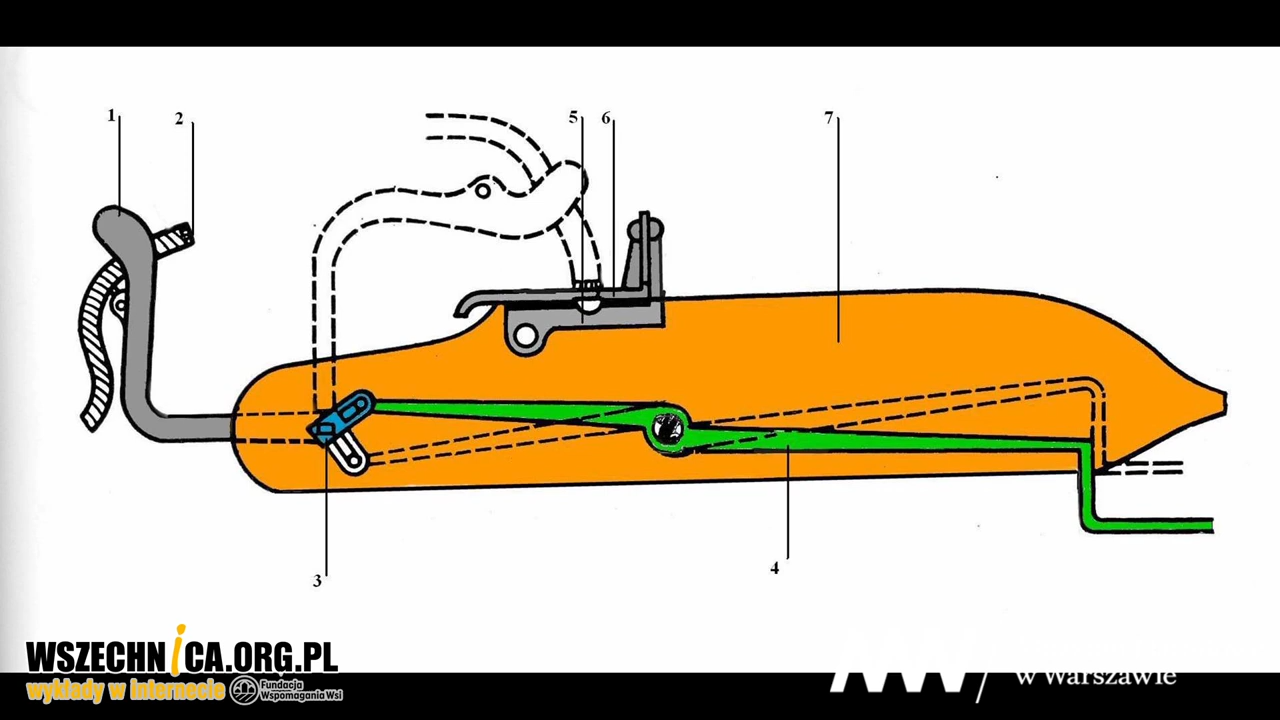 1
2
5
6
7
3
4
WSZECHNiCA.ORG.PL
wykłady w internecie
Fundacja
Wspomagania Wsi
w Warszawie